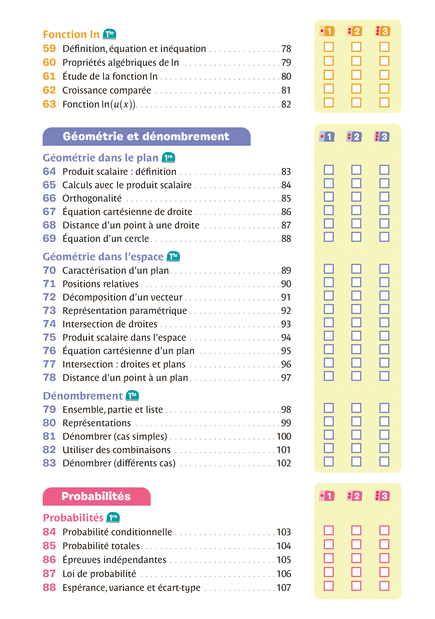 Fonction ln Tle
1 2 3
59 Définition, équation et inéquation . . . . . . . . . . . . . . . 78
60 Propriétés algébriques de ln . . . . . . . . . . . . . . . . . . . . 79
61 Étude de la fonction ln . . . . . . . . . . . . . . . . . . . . . . . . 80
62 Croissance comparée . . . . . . . . . . . . . . . . . . . . . . . . . 81
63 Fonction ln(u(x)). . . . . . . . . . . . . . . . . . . . . . . . . . . . . 82
Géométrie et dénombrement
1 2 3
Géométrie dans le plan 1re
64 Produit scalaire : définition . . . . . . . . . . . . . . . . . . . . . 83
65 Calculs avec le produit scalaire . . . . . . . . . . . . . . . . . . 84
66 Orthogonalité . . . . . . . . . . . . . . . . . . . . . . . . . . . . . . . 85
67 Équation cartésienne de droite . . . . . . . . . . . . . . . . . . 86
68 Distance d'un point à une droite . . . . . . . . . . . . . . . . 87
69 Équation d'un cercle . . . . . . . . . . . . . . . . . . . . . . . . . . 88
Géométrie dans l'espace Tle
70 Caractérisation d'un plan. . . . . . . . . . . . . . . . . . . . . . . 89
71 Positions relatives . . . . . . . . . . . . . . . . . . . . . . . . . . . . 90
72 Décomposition d'un vecteur . . . . . . . . . . . . . . . . . . . . 91
73 Représentation paramétrique . . . . . . . . . . . . . . . . . . . 92
74 Intersection de droites . . . . . . . . . . . . . . . . . . . . . . . . 93
75 Produit scalaire dans l'espace . . . . . . . . . . . . . . . . . . . 94
76 Équation cartésienne d'un plan . . . . . . . . . . . . . . . . . 95
77 Intersection : droites et plans . . . . . . . . . . . . . . . . . . . 96
78 Distance d'un point à un plan . . . . . . . . . . . . . . . . . . . 97
Dénombrement Tle
79 Ensemble, partie et liste . . . . . . . . . . . . . . . . . . . . . . . 98
80 Représentations . . . . . . . . . . . . . . . . . . . . . . . . . . . . . 99
81 Dénombrer (cas simples) . . . . . . . . . . . . . . . . . . . . . . 100
82 Utiliser des combinaisons . . . . . . . . . . . . . . . . . . . . . 101
83 Dénombrer (différents cas) . . . . . . . . . . . . . . . . . . . . 102
Probabilités
1 2 3
Probabilités 1re
84 Probabilité conditionnelle . . . . . . . . . . . . . . . . . . . . . 103
85 Probabilité totales. . . . . . . . . . . . . . . . . . . . . . . . . . . . 104
86 Épreuves indépendantes . . . . . . . . . . . . . . . . . . . . . . 105
87 Loi de probabilité . . . . . . . . . . . . . . . . . . . . . . . . . . . . 106
88 Espérance, variance et écart-type . . . . . . . . . . . . . . . 107